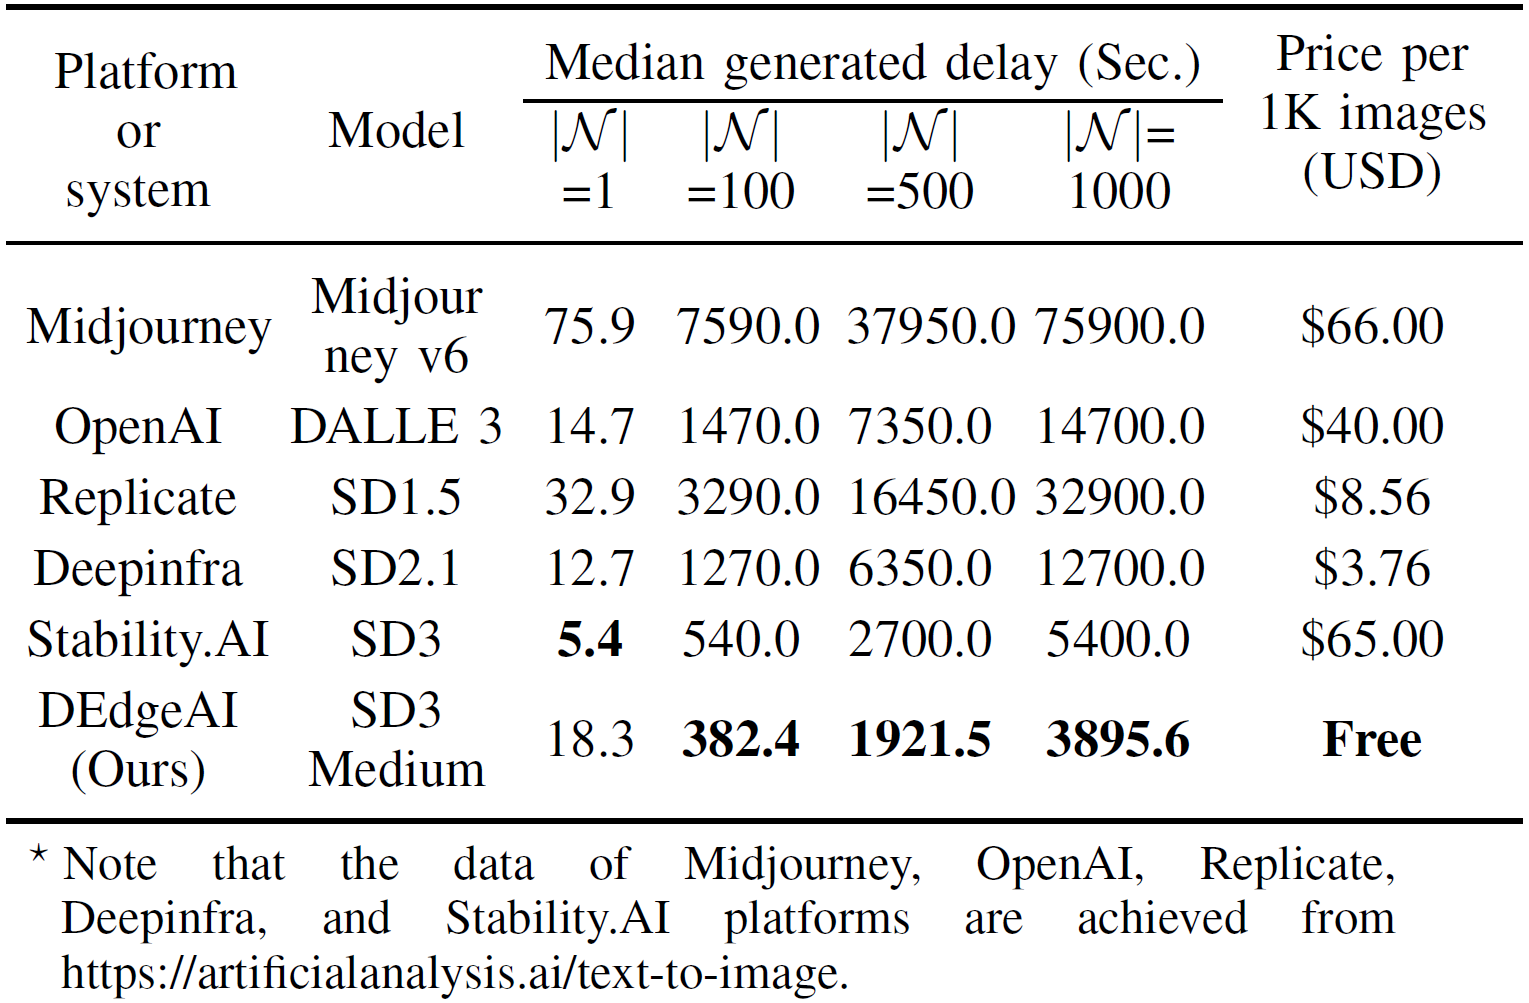 Platform or system Model Median generated delay (Sec.) Price per 1K images (USD)
|𝒩| =1 |𝒩| =100 |𝒩| =500 |𝒩|= 1000
Midjourney Midjour ney v6 75.9 7590.0 37950.0 75900.0 $66.00
OpenAI DALLE 3 14.7 1470.0 7350.0 14700.0 $40.00
Replicate SD1.5 32.9 3290.0 16450.0 32900.0 $8.56
Deepinfra SD2.1 12.7 1270.0 6350.0 12700.0 $3.76
Stability.AI SD3 5.4 540.0 2700.0 5400.0 $65.00
DEdgeAI (Ours) SD3 Medium 18.3 382.4 1921.5 3895.6 Free
⋆ Note that the data of Midjourney, OpenAI, Replicate,
Deepinfra, and Stability.AI platforms are achieved from
https://artificialanalysis.ai/text-to-image.